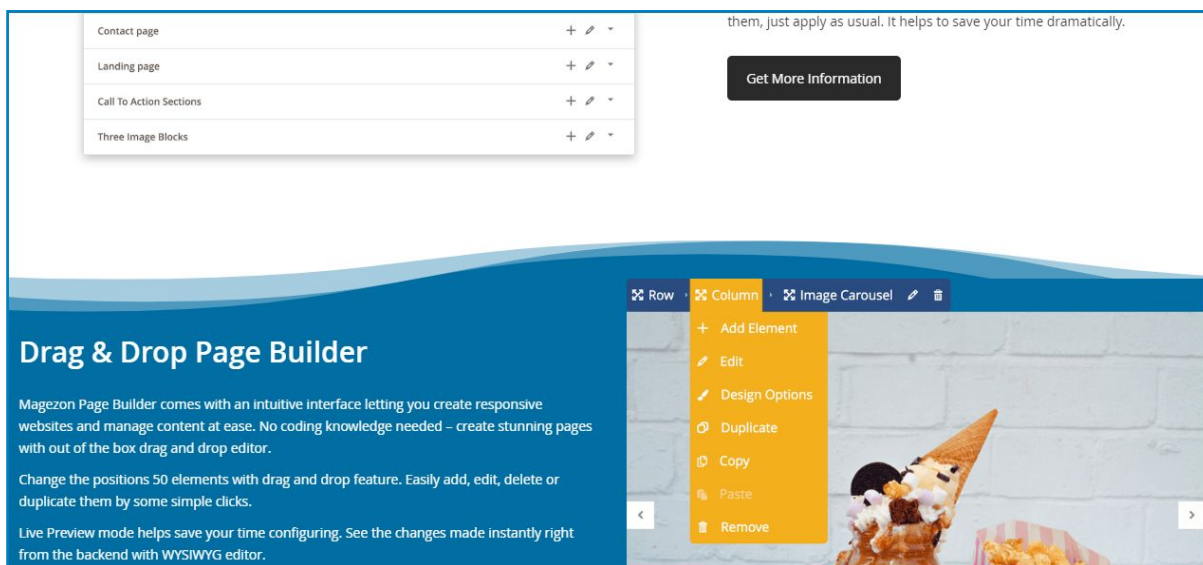 Contact page
Landing page
Call To Action Sections
Three Image Blocks
them, just apply as usual. It helps to save your time dramatically.
Get More Information
Drag & Drop Page Builder
Magezon Page Builder comes with an intuitive interface letting you create responsive
websites and manage content at ease. No coding knowledge needed – create stunning pages
with out of the box drag and drop editor.
Change the positions 50 elements with drag and drop feature. Easily add, edit, delete or
duplicate them by some simple clicks.
Live Preview mode helps save your time configuring. See the changes made instantly right
from the backend with WYSIWYG editor.
Row Column Image Carousel
Add Element
Edit
Design Options
Duplicate
Copy
Paste
Remove